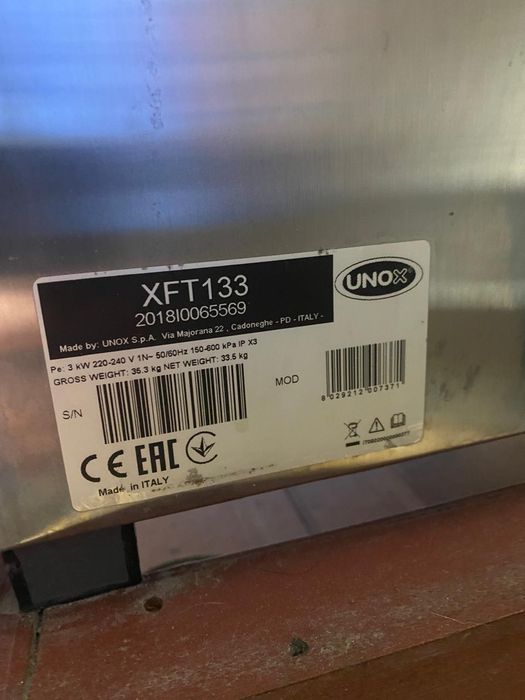 XFT133
2018I0065569
Made by: UNOX S.p.A. Via Majorana 22 , Cadoneghe - PD - ITALY -
UNOX
Pe: 3 kW 220-240 V 1N~ 50/60Hz 150-600 kPa IP X3
GROSS WEIGHT: 35.3 kg NET WEIGHT: 33.5 kg
S/N
MOD
8 029212 007371
CE EAC
Made in ITALY